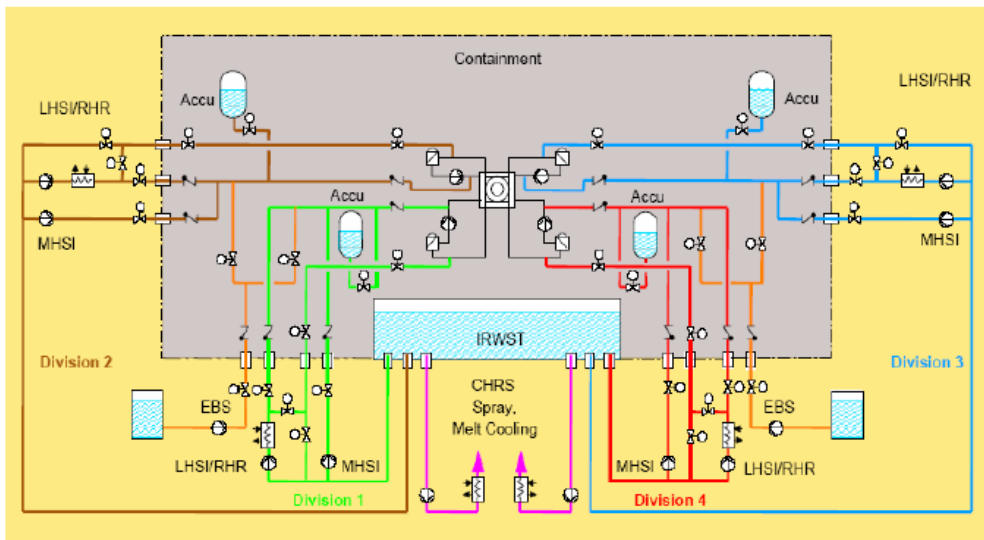 Containment
LHSI/RHR
Accu
Accu
LHSI/RHR
Accu
Accu
MHSI
MHSI
IRWST
Division 2
Division 3
CHRS
Spray,
Melt Cooling
EBS
EBS
LHSI/RHR
MHSI
MHSI
LHSI/RHR
Division 1
Division 4